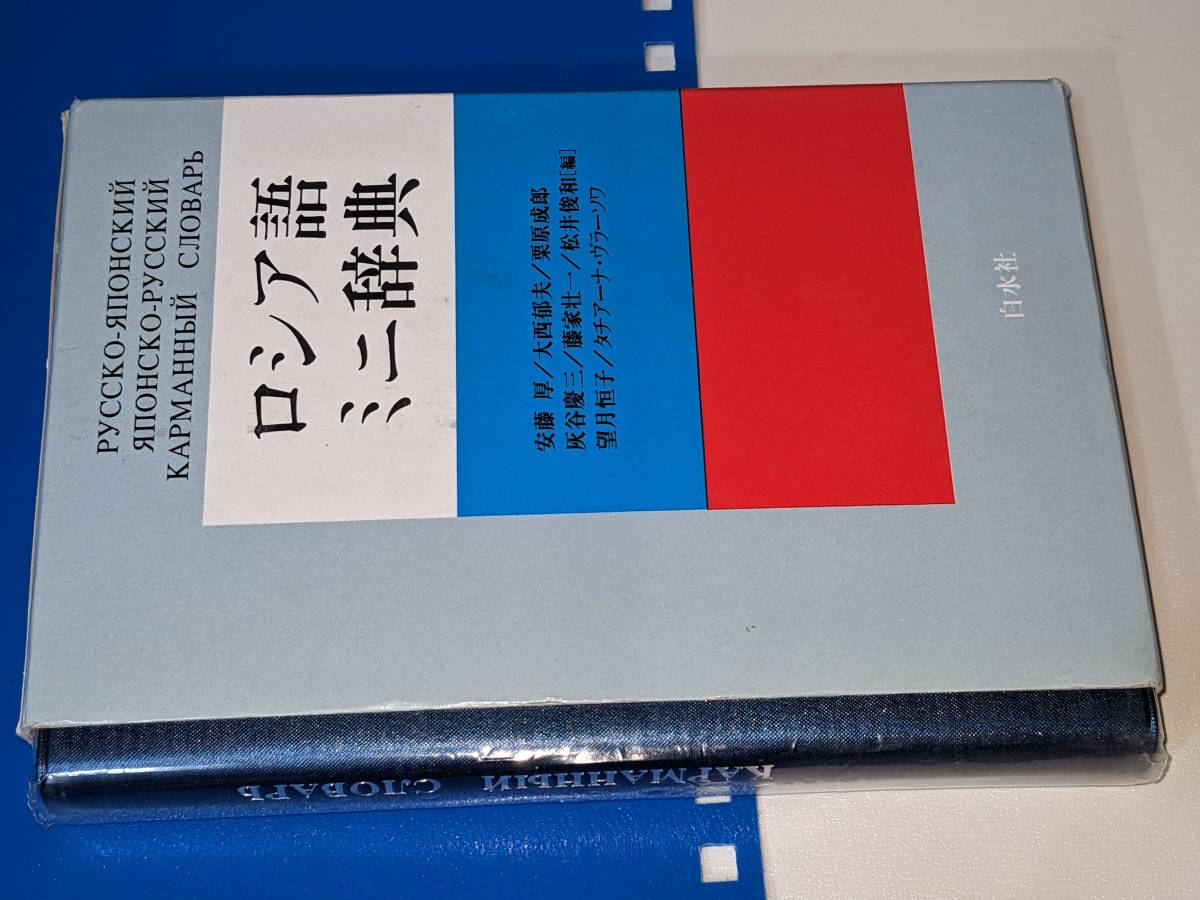 РУССКО-ЯПОНСКИЙ
ЯПОНСКО-РУССКИЙ
КАРМАННЫЙ СЛОВАРЬ
ロシア語
ミニ辞典
安藤 厚／大西郁夫／栗原成郎
灰谷慶三／藤家壮一／松井俊和[編]
望月恒子／タチアーナ・ヴラーソワ
白水社
КАРМАННЫЙ СЛОВАРЬ